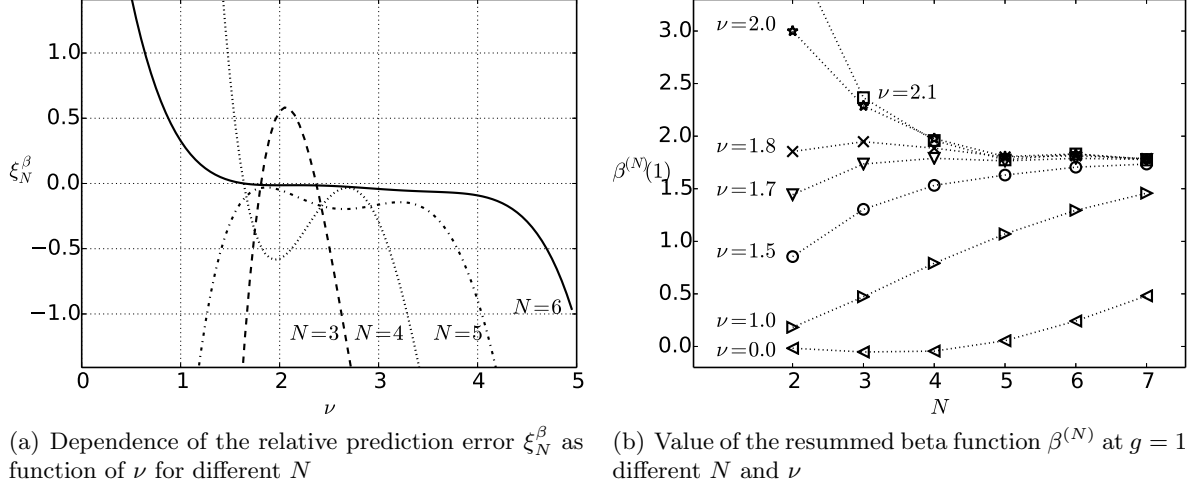 1.0
0.5
0.0
−0.5
−1.0
ξ_N^β
0 1 2 3 4 5
ν
N=3
N=4
N=5
N=6
3.0
2.5
2.0
1.5
1.0
0.5
0.0
β^(N)(1)
2 3 4 5 6 7
N
ν=2.0
ν=2.1
ν=1.8
ν=1.7
ν=1.5
ν=1.0
ν=0.0
(a) Dependence of the relative prediction error ξ_N^β as
function of ν for different N
(b) Value of the resummed beta function β^(N) at g = 1
different N and ν